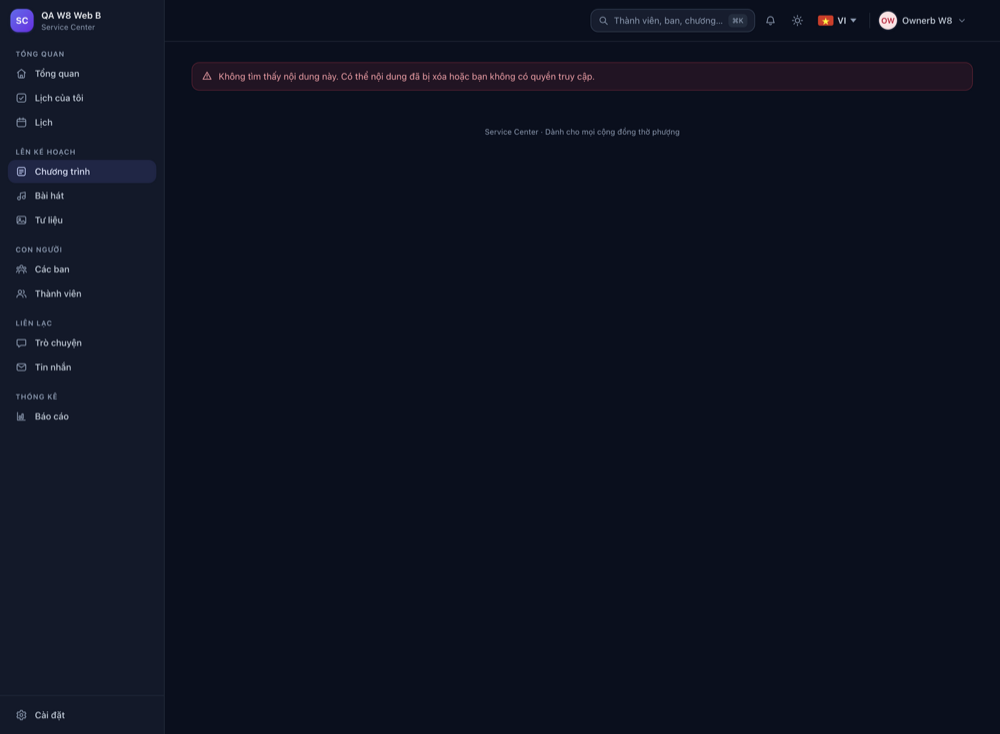 SC
QA W8 Web B
Service Center
Thành viên, ban, chương... ⌘K
VI
OW
Ownerb W8
TỔNG QUAN
Tổng quan
Lịch của tôi
Lịch
LÊN KẾ HOẠCH
Chương trình
Bài hát
Tư liệu
CON NGƯỜI
Các ban
Thành viên
LIÊN LẠC
Trò chuyện
Tin nhắn
THỐNG KÊ
Báo cáo
Cài đặt
Không tìm thấy nội dung này. Có thể nội dung đã bị xóa hoặc bạn không có quyền truy cập.
Service Center · Dành cho mọi cộng đồng thờ phượng